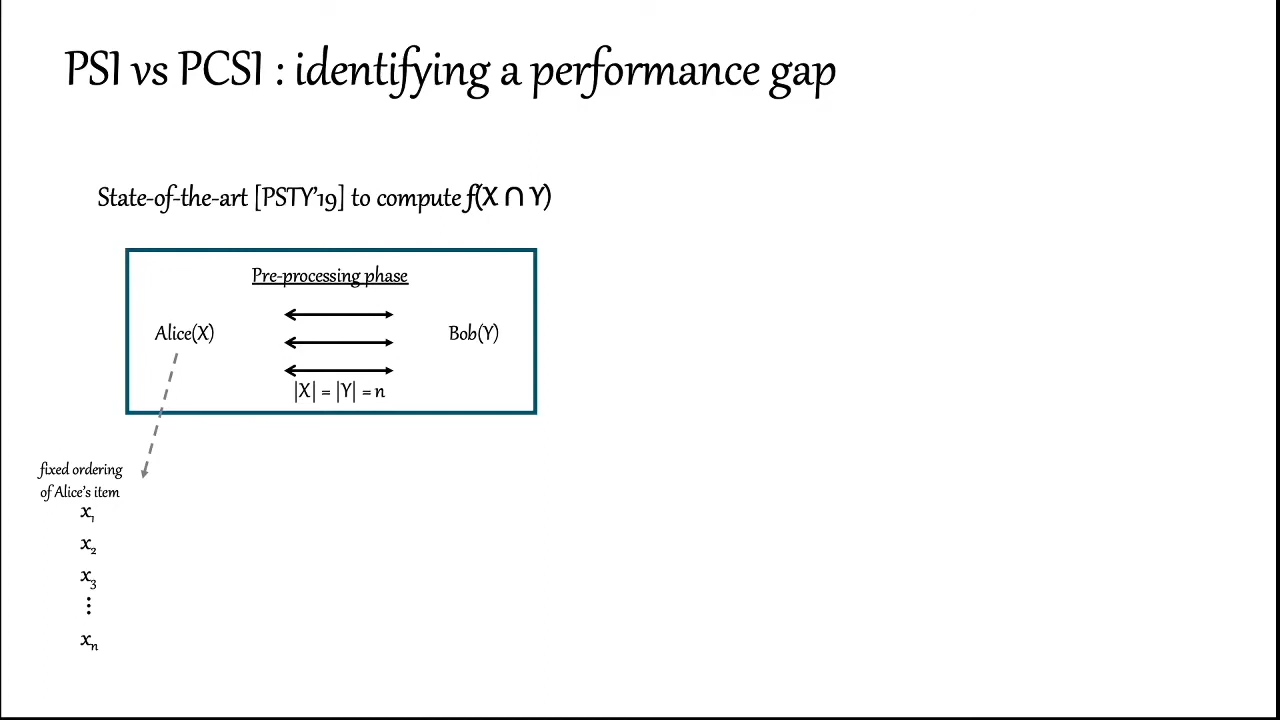 PSI vs PCSI : identifying a performance gap
State-of-the-art [PSTY'19] to compute f(X ∩ Y)
Pre-processing phase
Alice(X)
Bob(Y)
|X| = |Y| = n
fixed ordering
of Alice's item
x₁
x₂
x₃
⋮
xₙ